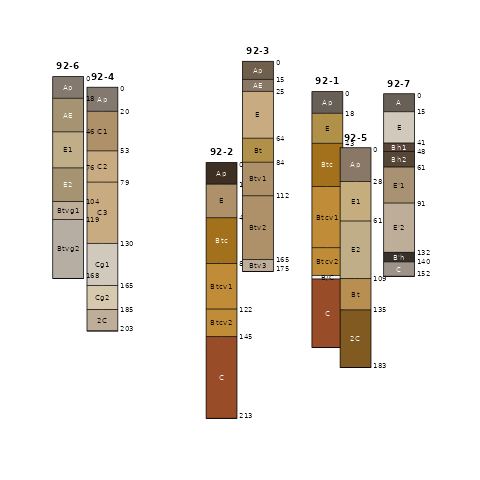 92-6
Ap
AE
E1
E2
Btvg1
Btvg2
0
18
46
76
104
119
168
92-4
Ap
C1
C2
C3
Cg1
Cg2
2C
0
20
53
79
130
165
185
203
92-2
Ap
E
Btc
Btcv1
Btcv2
C
122
145
213
92-3
Ap
AE
E
Bt
Btv1
Btv2
Btv3
0
15
25
64
84
112
165
175
92-1
Ap
E
Btc
Btcv1
Btcv2
C
0
18
43
92-5
Ap
E1
E2
Bt
2C
0
28
61
109
135
183
92-7
A
E
Bh1
Bh2
E'1
E'2
B'h
C
0
15
41
48
61
91
132
140
152